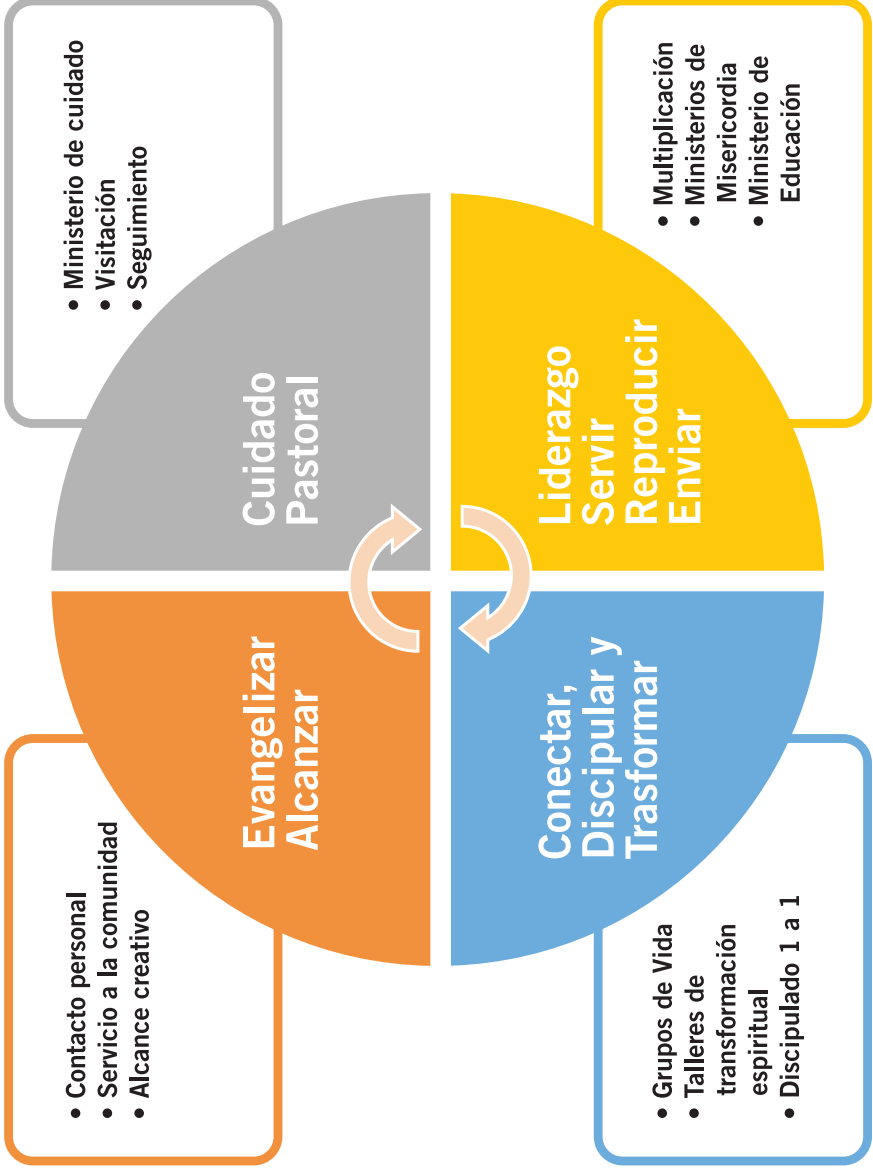 • Contacto personal
• Servicio a la comunidad
• Alcance creativo
Evangelizar
Alcanzar
• Ministerio de cuidado
• Visitación
• Seguimiento
Cuidado
Pastoral
• Grupos de Vida
• Talleres de
transformación
espiritual
• Discipulado 1 a 1
Conectar,
Discipular y
Trasformar
• Multiplicación
• Ministerios de
Misericordia
• Ministerio de
Educación
Liderazgo
Servir
Reproducir
Enviar